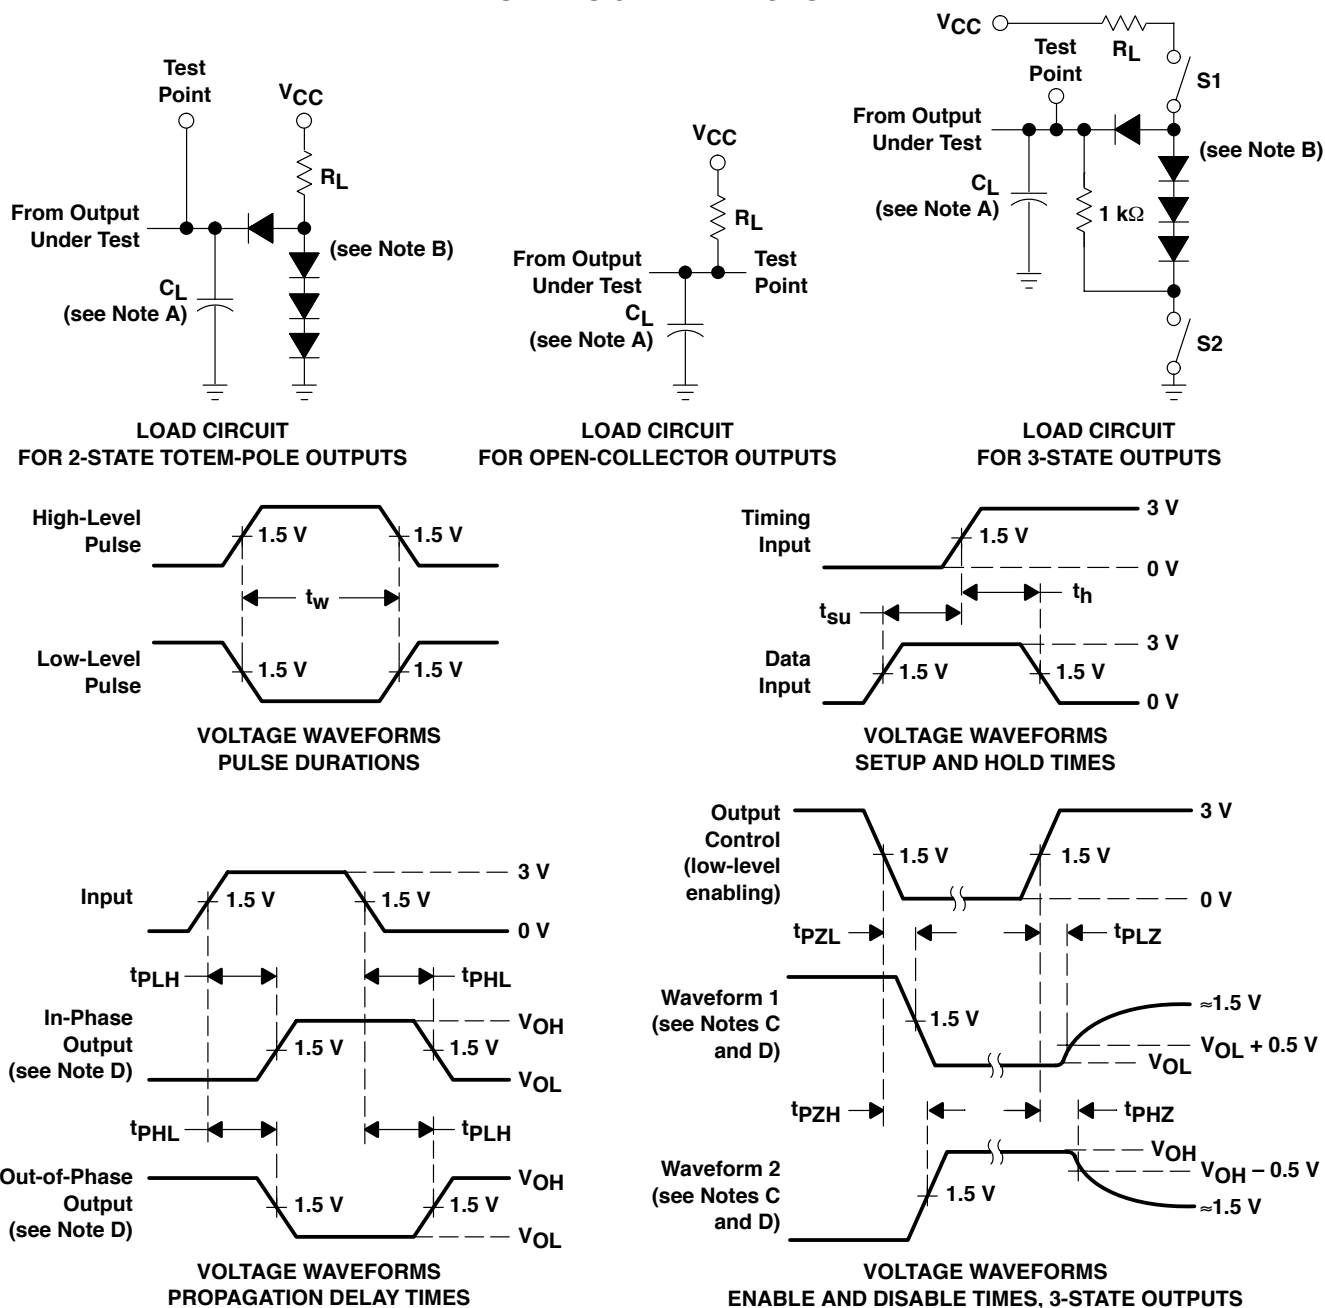 Test
Point
VCC
RL
From Output
Under Test
(see Note B)
CL
(see Note A)
LOAD CIRCUIT
FOR 2-STATE TOTEM-POLE OUTPUTS
VCC
RL
From Output
Under Test
Test
Point
CL
(see Note A)
LOAD CIRCUIT
FOR OPEN-COLLECTOR OUTPUTS
VCC
RL
Test
Point
S1
From Output
Under Test
(see Note B)
CL
(see Note A)
1 kΩ
S2
LOAD CIRCUIT
FOR 3-STATE OUTPUTS
High-Level
Pulse
1.5 V
1.5 V
tw
Low-Level
Pulse
1.5 V
1.5 V
VOLTAGE WAVEFORMS
PULSE DURATIONS
Timing
Input
1.5 V
3 V
0 V
th
tsu
Data
Input
1.5 V
1.5 V
3 V
0 V
VOLTAGE WAVEFORMS
SETUP AND HOLD TIMES
Input
1.5 V
1.5 V
3 V
0 V
tPLH
tPHL
In-Phase
Output
(see Note D)
1.5 V
1.5 V
VOH
VOL
tPHL
tPLH
Out-of-Phase
Output
(see Note D)
1.5 V
1.5 V
VOH
VOL
VOLTAGE WAVEFORMS
PROPAGATION DELAY TIMES
Output
Control
(low-level
enabling)
1.5 V
1.5 V
3 V
0 V
tPZL
tPLZ
Waveform 1
(see Notes C
and D)
1.5 V
≈1.5 V
VOL + 0.5 V
VOL
tPZH
tPHZ
Waveform 2
(see Notes C
and D)
1.5 V
VOH
VOH – 0.5 V
≈1.5 V
VOLTAGE WAVEFORMS
ENABLE AND DISABLE TIMES, 3-STATE OUTPUTS